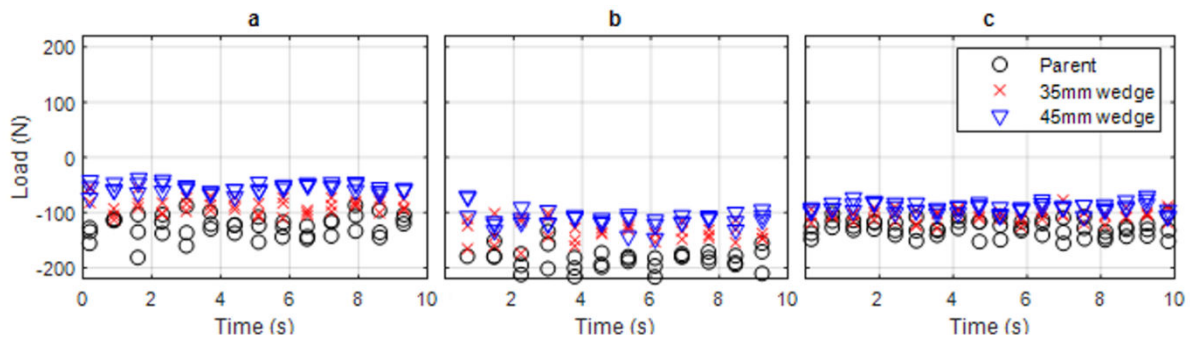 a b c
200
100
0
-100
-200
Load (N)
Parent
35mm wedge
45mm wedge
0 2 4 6 8 10 2 4 6 8 10 2 4 6 8 10
Time (s) Time (s) Time (s)